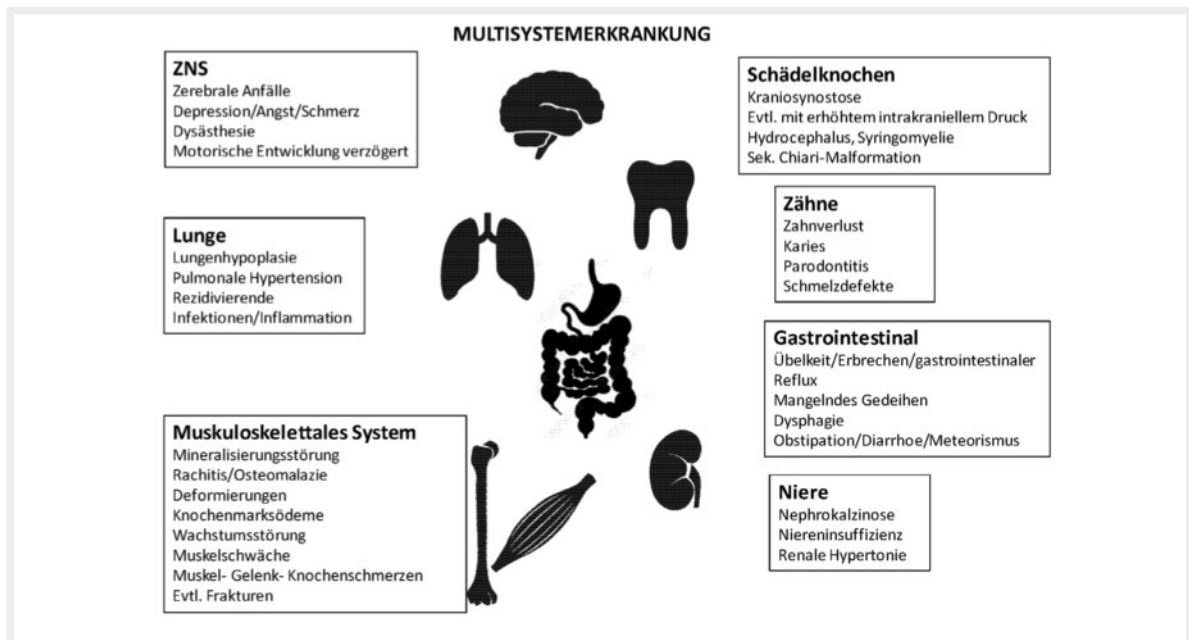 MULTISYSTEMERKRANKUNG
ZNS
Zerebrale Anfälle
Depression/Angst/Schmerz
Dysästhesie
Motorische Entwicklung verzögert
Schädelknochen
Kraniosynostose
Evtl. mit erhöhtem intrakraniellem Druck
Hydrocephalus, Syringomyelie
Sek. Chiari-Malformation
Zähne
Zahnverlust
Karies
Parodontitis
Schmelzdefekte
Lunge
Lungenhypoplasie
Pulmonale Hypertension
Rezidivierende
Infektionen/Inflammation
Gastrointestinal
Übelkeit/Erbrechen/gastrointestinaler
Reflux
Mangelndes Gedeihen
Dysphagie
Obstipation/Diarrhoe/Meteorismus
Muskuloskelettales System
Mineralisierungsstörung
Rachitis/Osteomalazie
Deformierungen
Knochenmarksödeme
Wachstumsstörung
Muskelschwäche
Muskel- Gelenk- Knochenschmerzen
Evtl. Frakturen
Niere
Nephrokalzinose
Niereninsuffizienz
Renale Hypertonie